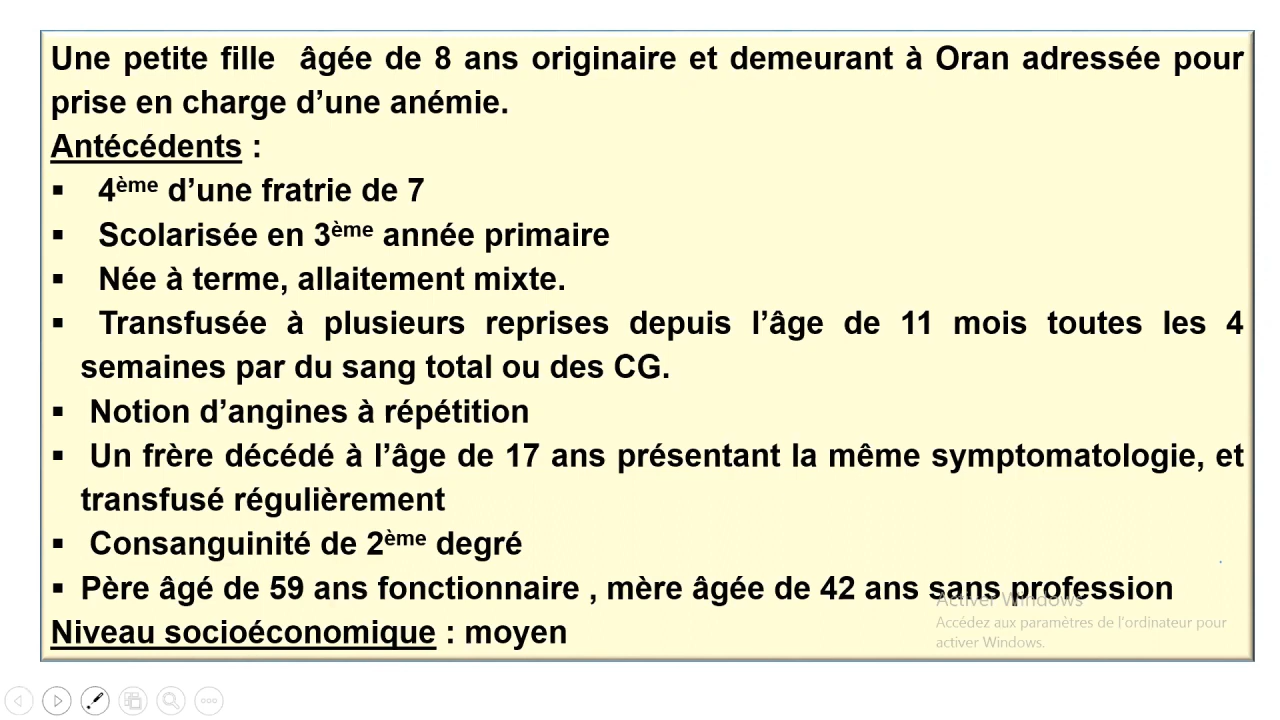 Une petite fille âgée de 8 ans originaire et demeurant à Oran adressée pour
prise en charge d’une anémie.
Antécédents :
▪ 4ème d’une fratrie de 7
▪ Scolarisée en 3ème année primaire
▪ Née à terme, allaitement mixte.
▪ Transfusée à plusieurs reprises depuis l’âge de 11 mois toutes les 4
semaines par du sang total ou des CG.
▪ Notion d’angines à répétition
▪ Un frère décédé à l’âge de 17 ans présentant la même symptomatologie, et
transfusé régulièrement
▪ Consanguinité de 2ème degré
▪ Père âgé de 59 ans fonctionnaire , mère âgée de 42 ans sans profession
Niveau socioéconomique : moyen
Activer Windows
Accédez aux paramètres de l’ordinateur pour
activer Windows.